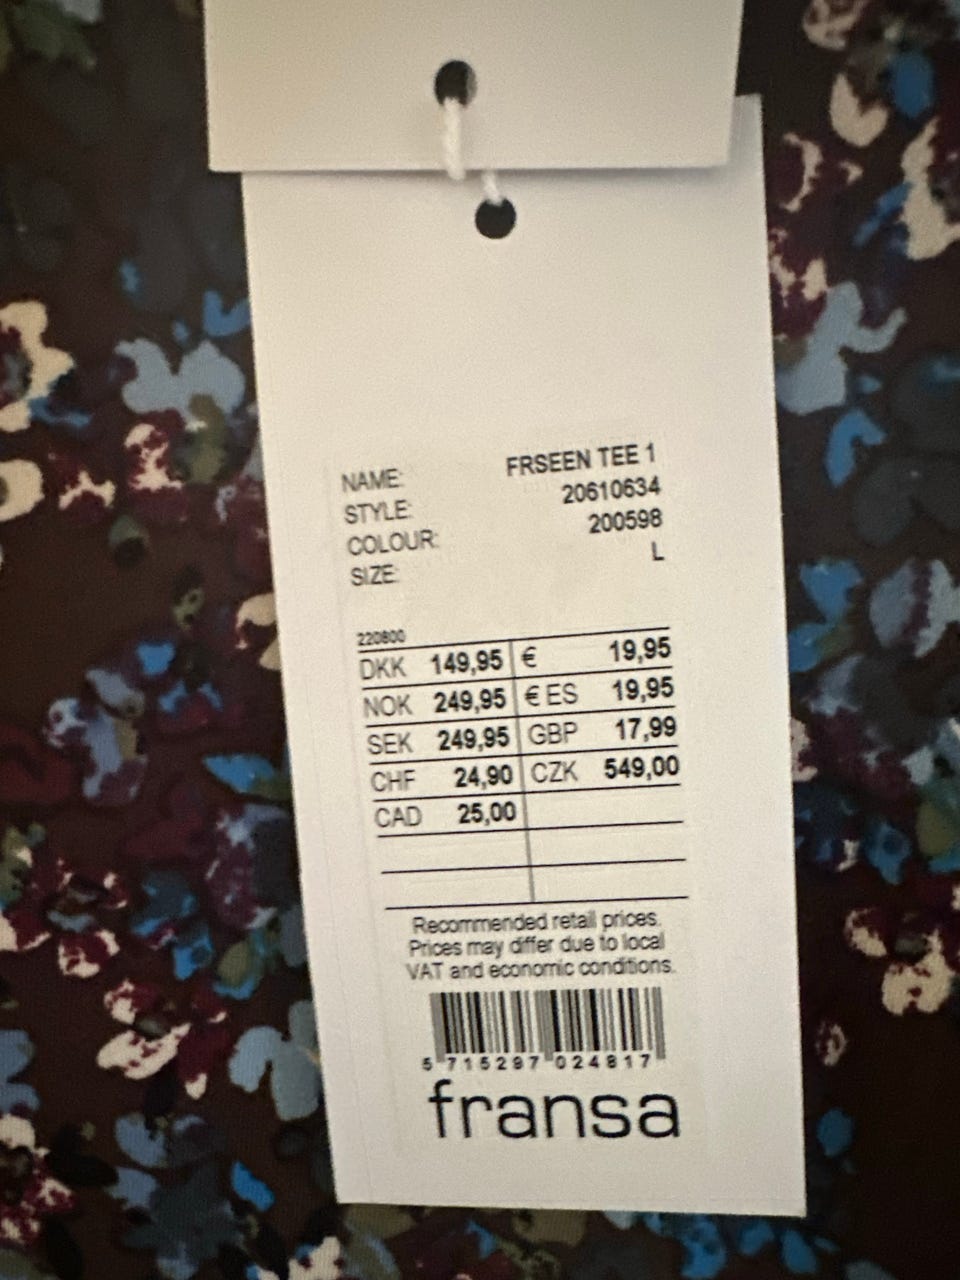 NAME: FRSEEN TEE 1
STYLE: 20610634
COLOUR: 200598
SIZE: L
220800
DKK 149,95 € 19,95
NOK 249,95 € ES 19,95
SEK 249,95 GBP 17,99
CHF 24,90 CZK 549,00
CAD 25,00
Recommended retail prices.
Prices may differ due to local
VAT and economic conditions.
5 715297 024817
fransa